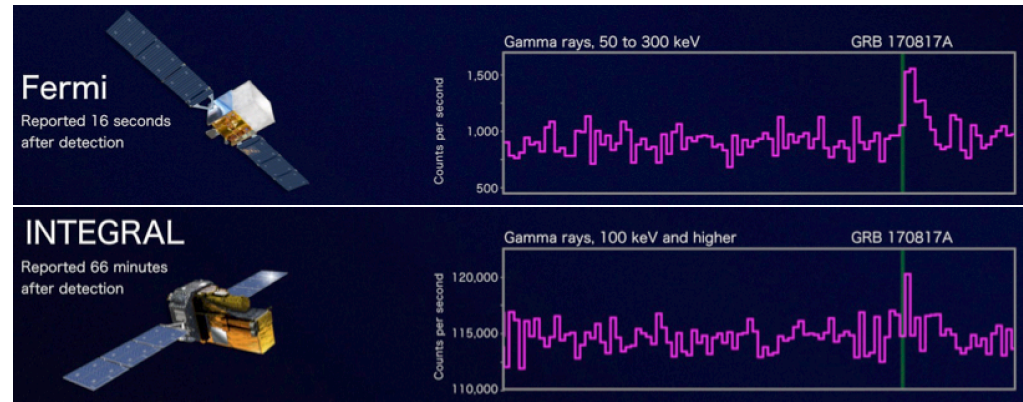 Fermi
Reported 16 seconds
after detection
Gamma rays, 50 to 300 keV
GRB 170817A
Counts per second
1,500
1,000
500
INTEGRAL
Reported 66 minutes
after detection
Gamma rays, 100 keV and higher
GRB 170817A
Counts per second
120,000
115,000
110,000